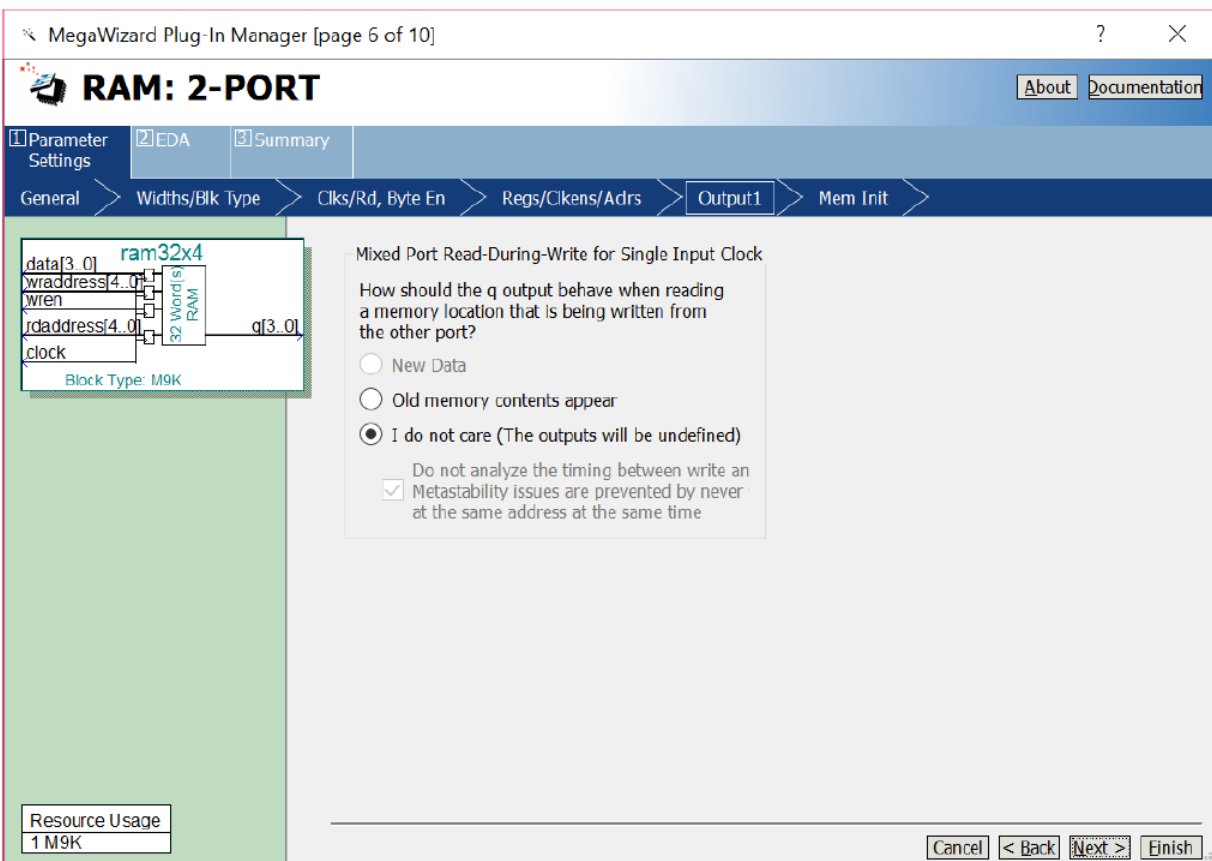 MegaWizard Plug-In Manager [page 6 of 10]
?
RAM: 2-PORT
About
Documentation
1 Parameter Settings
2 EDA
3 Summary
General
Widths/Blk Type
Clks/Rd, Byte En
Regs/Clkens/Aclrs
Output1
Mem Init
ram32x4
data[3..0]
wraddress[4..0]
wren
rdaddress[4..0]
clock
32 Word(s)
RAM
q[3..0]
Block Type: M9K
Mixed Port Read-During-Write for Single Input Clock
How should the q output behave when reading
a memory location that is being written from
the other port?
New Data
Old memory contents appear
I do not care (The outputs will be undefined)
Do not analyze the timing between write an
Metastability issues are prevented by never
at the same address at the same time
Resource Usage
1 M9K
Cancel
< Back
Next >
Finish